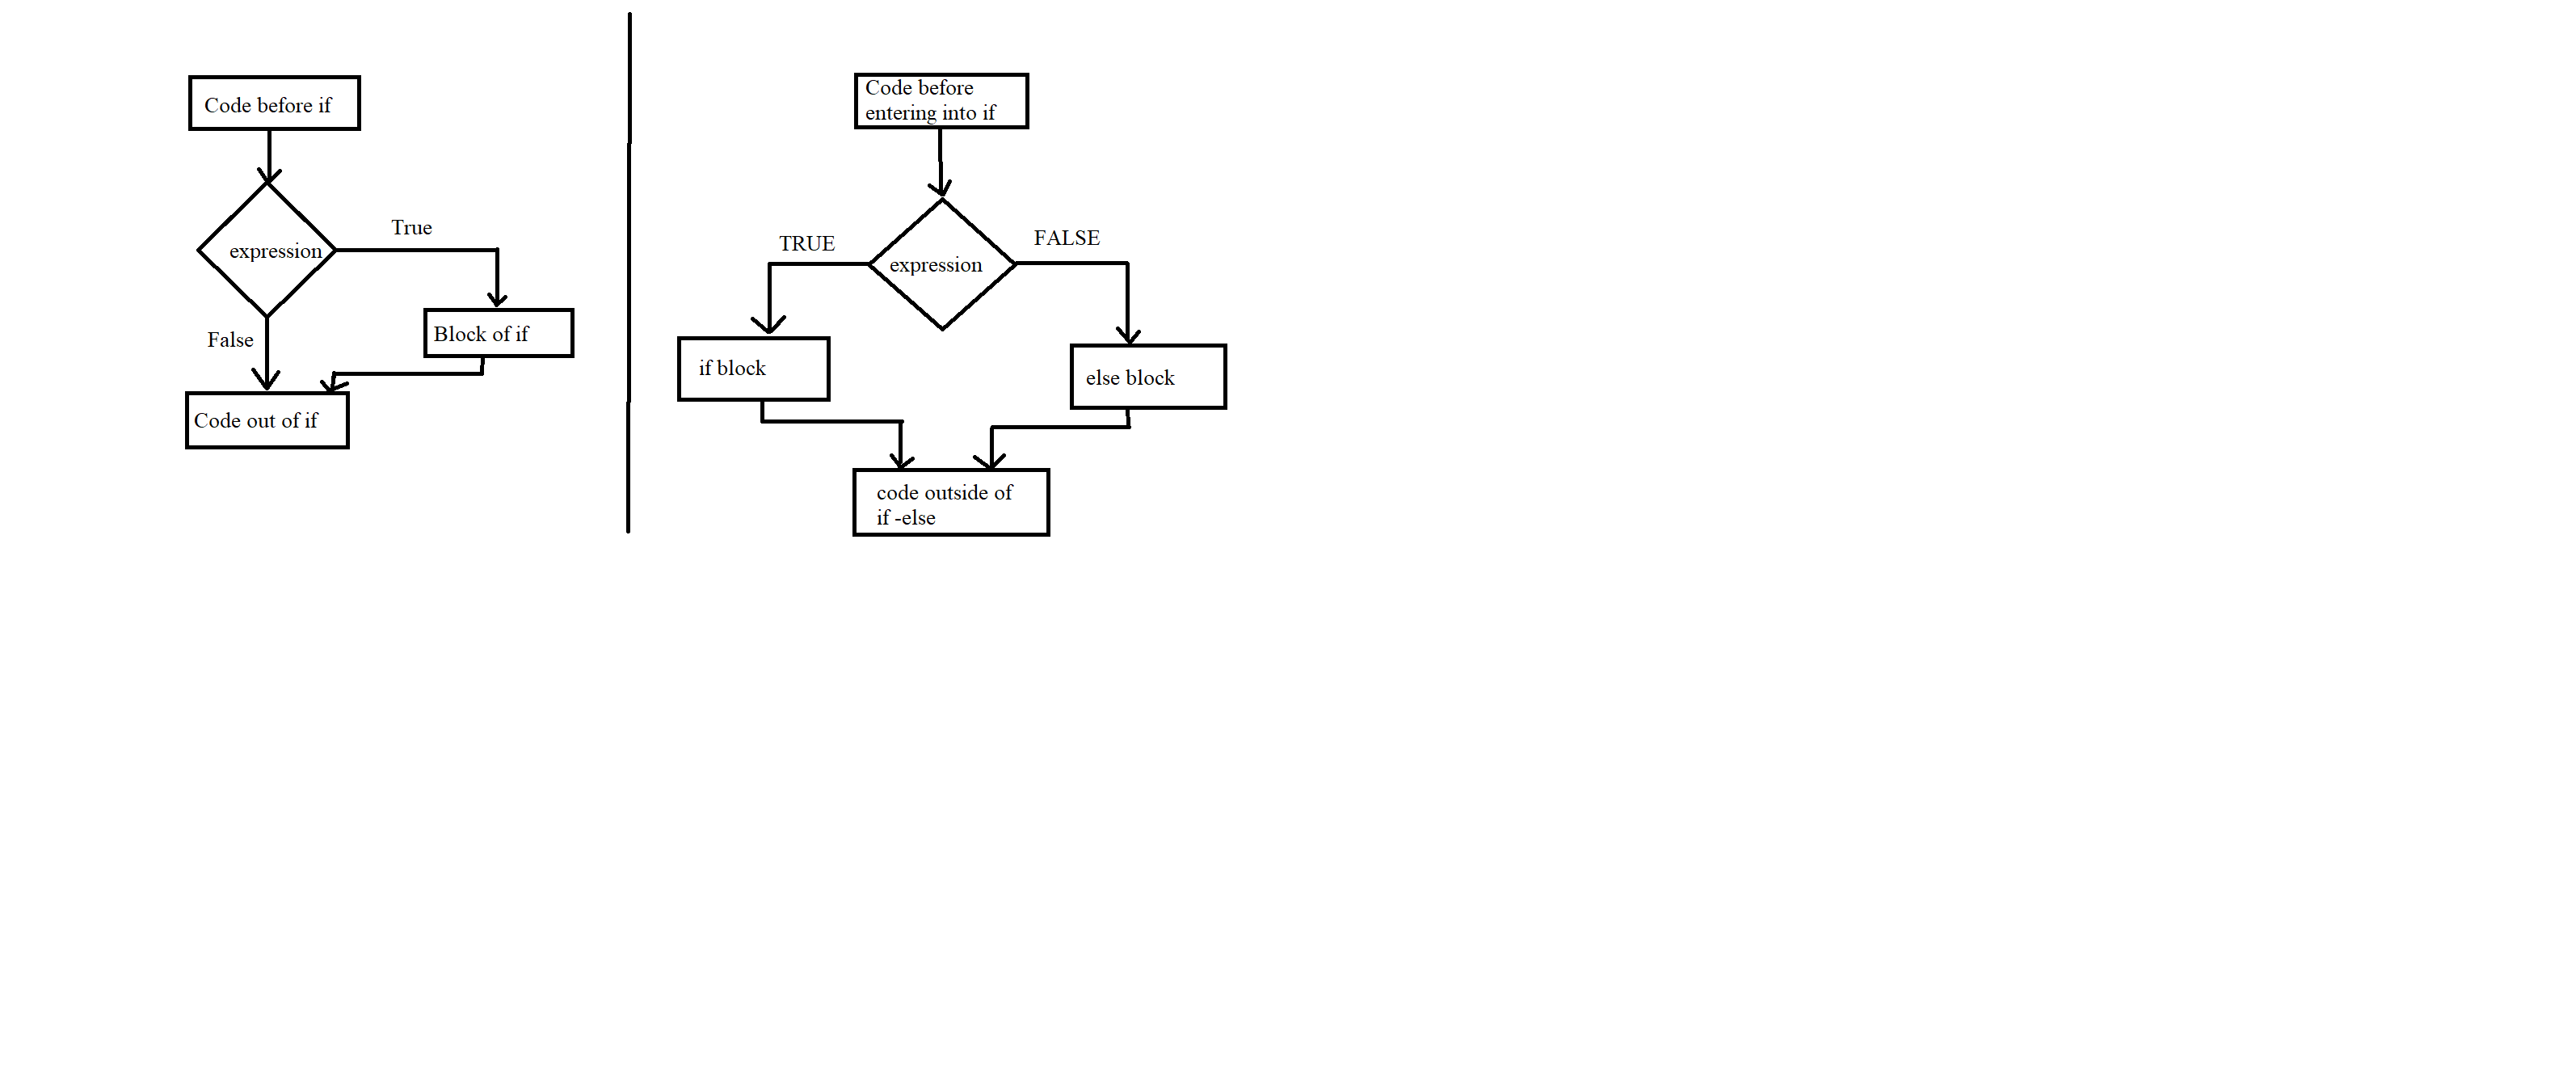 Code before if
expression
True
False
Block of if
Code out of if
Code before
entering into if
TRUE
FALSE
expression
if block
else block
code outside of
if -else